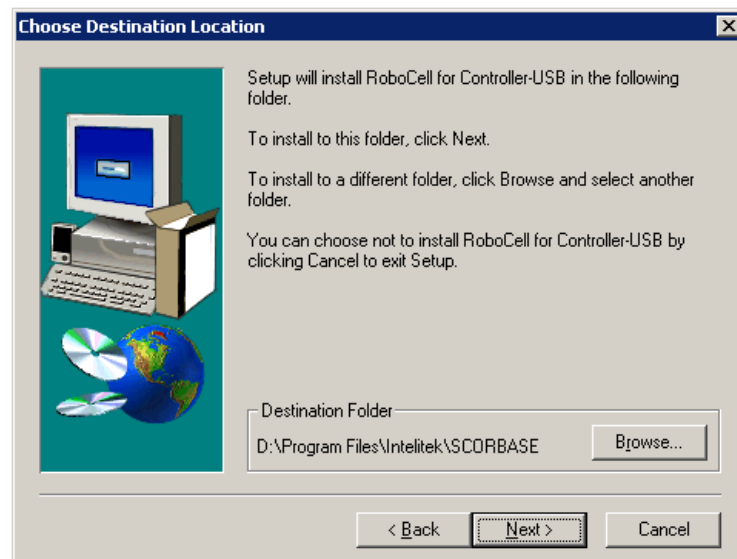 Choose Destination Location
Setup will install RoboCell for Controller-USB in the following
folder.
To install to this folder, click Next.
To install to a different folder, click Browse and select another
folder.
You can choose not to install RoboCell for Controller-USB by
clicking Cancel to exit Setup.
Destination Folder
D:\Program Files\Intelitek\SCORBASE
Browse...
< Back
Next >
Cancel